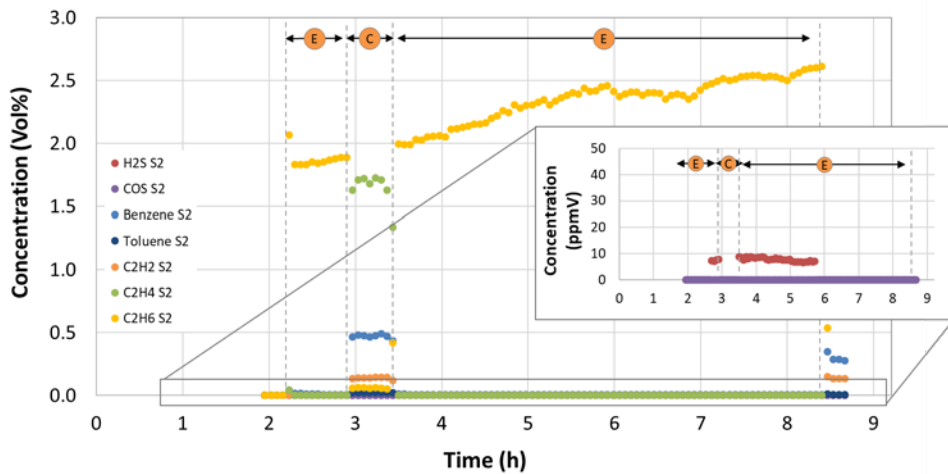 3.0
2.5
2.0
1.5
1.0
0.5
0.0
Concentration (Vol%)
E C E
H2S S2
COS S2
Benzene S2
Toluene S2
C2H2 S2
C2H4 S2
C2H6 S2
0 1 2 3 4 5 6 7 8 9
Time (h)
E C E
50
40
30
20
10
0
Concentration
(ppmV)
0 1 2 3 4 5 6 7 8 9